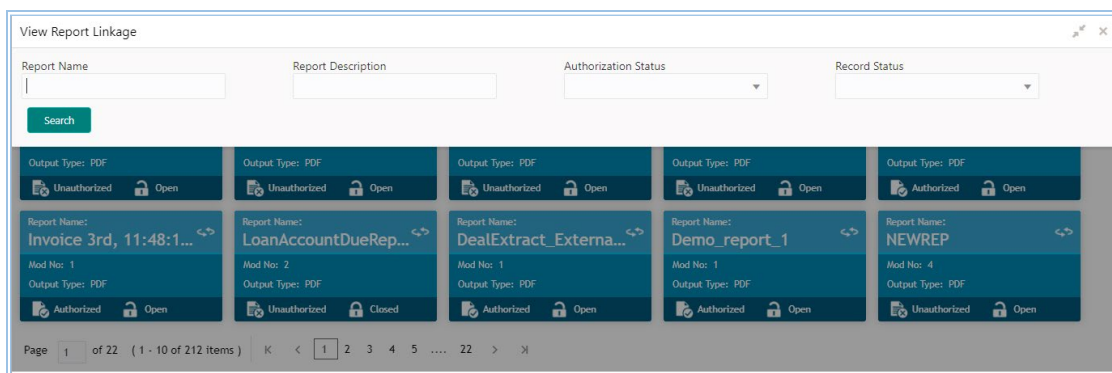 View Report Linkage
Report Name Report Description Authorization Status Record Status
Search
Output Type: PDF Output Type: PDF Output Type: PDF Output Type: PDF Output Type: PDF
Unauthorized Open Unauthorized Open Unauthorized Open Unauthorized Open Authorized Open
Report Name: Report Name: Report Name: Report Name: Report Name:
Invoice 3rd, 11:48:1... LoanAccountDueRep... DealExtract_Externa... Demo_report_1 NEWREP
Mod No: 1 Mod No: 2 Mod No: 1 Mod No: 1 Mod No: 4
Output Type: PDF Output Type: PDF Output Type: PDF Output Type: PDF Output Type: PDF
Authorized Open Unauthorized Closed Authorized Open Authorized Open Unauthorized Open
Page 1 of 22 (1 - 10 of 212 items) K < 1 2 3 4 5 .... 22 > >|